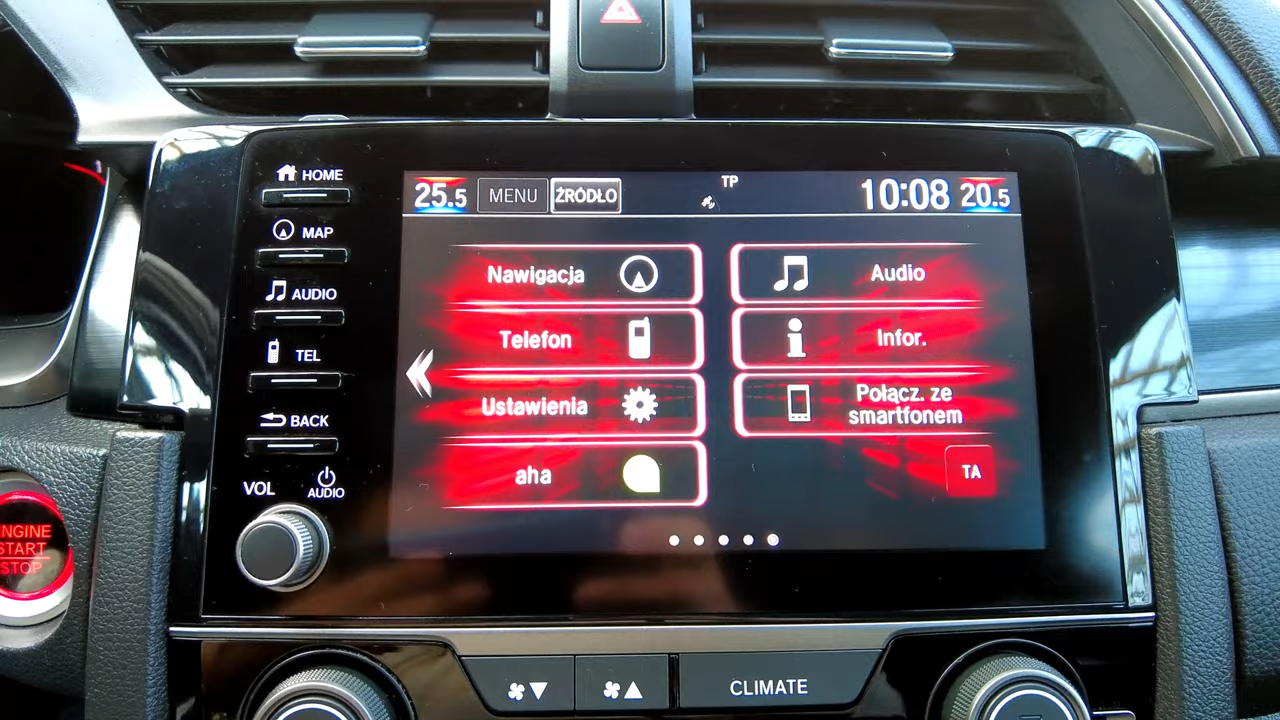 HOME
MAP
AUDIO
TEL
BACK
VOL
AUDIO
25.5 MENU ŹRÓDŁO TP 10:08 20.5
Nawigacja
Audio
Telefon
Infor.
Ustawienia
Połącz. ze
smartfonem
aha
TA
ENGINE
START
STOP
CLIMATE